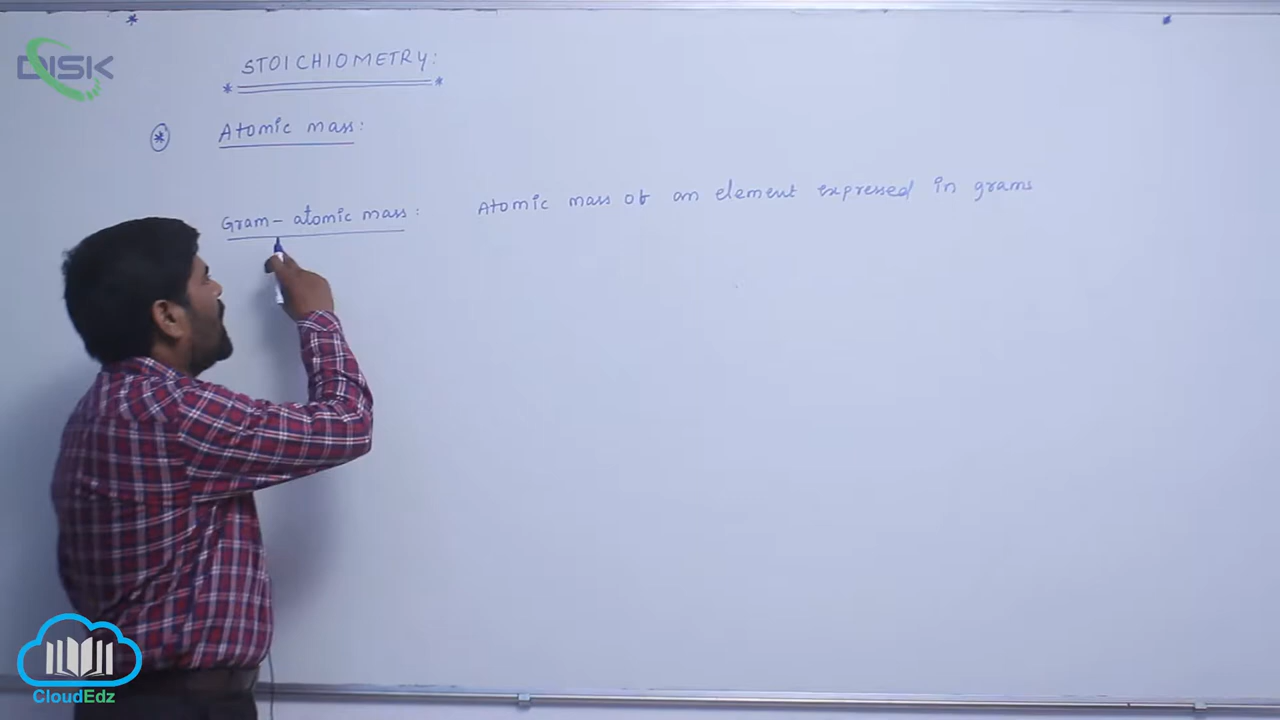 DISK
* STOICHIOMETRY: *
* Atomic mass:
Gram-atomic mass: Atomic mass of an element expressed in grams
CloudEdz